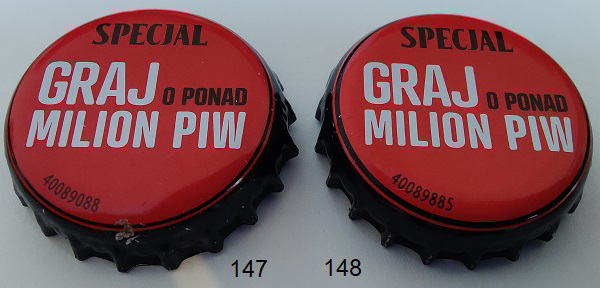 SPECJAL
GRAJ O PONAD
MILION PIW
40089088
147
SPECJAL
GRAJ O PONAD
MILION PIW
40089885
148